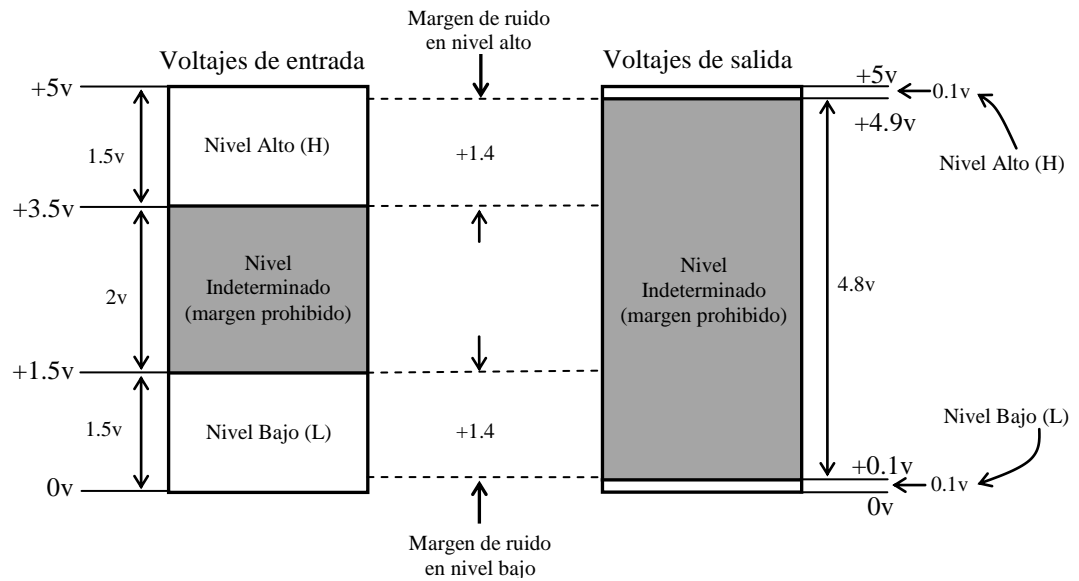 Margen de ruido
en nivel alto
Voltajes de entrada
Voltajes de salida
+5v
+5v
0.1v
+4.9v
Nivel Alto (H)
1.5v
Nivel Alto (H)
+1.4
+3.5v
2v
Nivel
Indeterminado
(margen prohibido)
Nivel
Indeterminado
(margen prohibido)
4.8v
+1.5v
1.5v
Nivel Bajo (L)
+1.4
Nivel Bajo (L)
+0.1v
0v
0.1v
0v
Margen de ruido
en nivel bajo